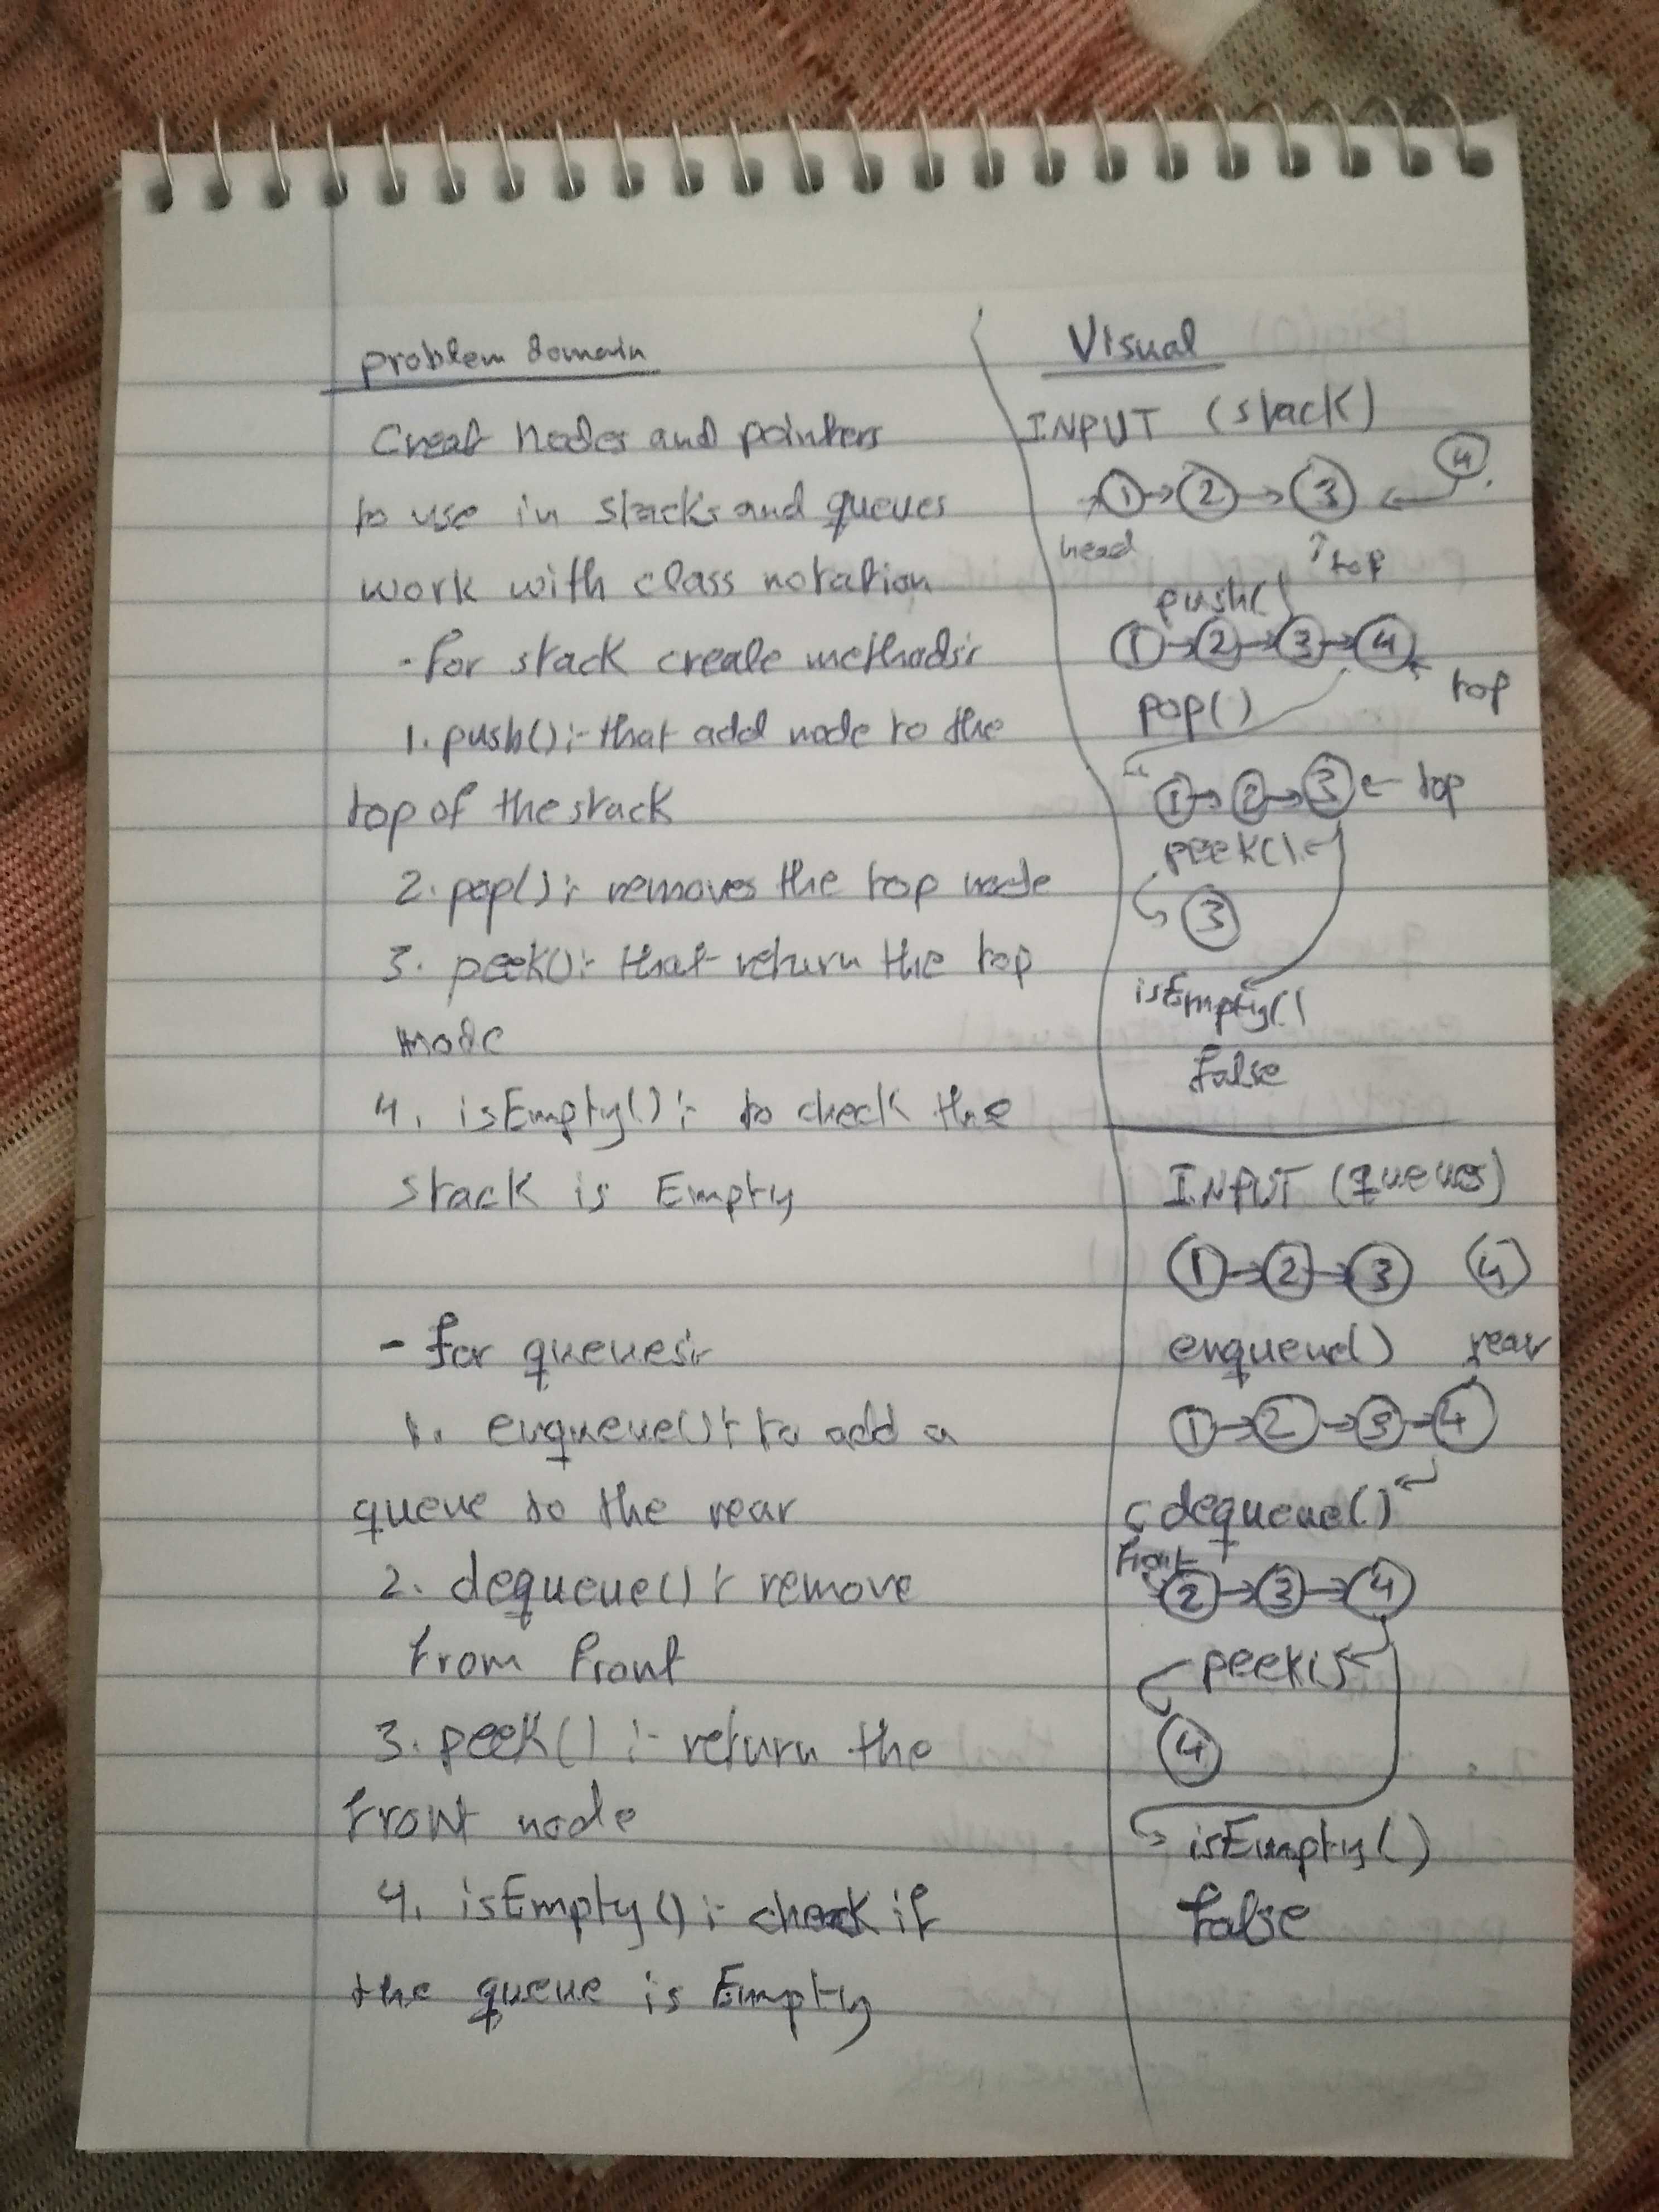 problem domain
Creat Nodes and pointers
to use in stacks and queues
work with class notation
- for stack create methods:-
1. push() :- that add node to the
top of the stack
2. pop() :- removes the top node
3. peek() :- that return the top
node
4. isEmpty() :- to check the
stack is Empty
- for queues:-
1. enqueue() :- to add a
queue to the rear
2. dequeue() :- remove
from front
3. peek() :- return the
front node
4. isEmpty() :- check if
the queue is Empty
Visual
INPUT (stack)
4
1 → 2 → 3 ←
head ↑ top
push()
1 → 2 → 3 → 4
top
pop()
1 → 2 → 3 ← top
peek()
3
isEmpty()
false
INPUT (queues)
1 → 2 → 3 4
enqueue() rear
1 → 2 → 3 → 4
dequeue()
front
2 → 3 → 4
peek()
4
isEmpty()
false